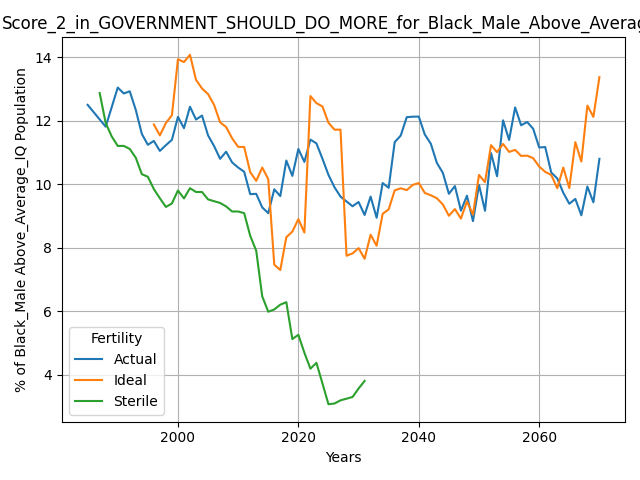 Score_2_in_GOVERNMENT_SHOULD_DO_MORE_for_Black_Male_Above_Averag
% of Black_Male Above_Average_IQ Population
14
12
10
8
6
4
Fertility
Actual
Ideal
Sterile
2000 2020 2040 2060
Years